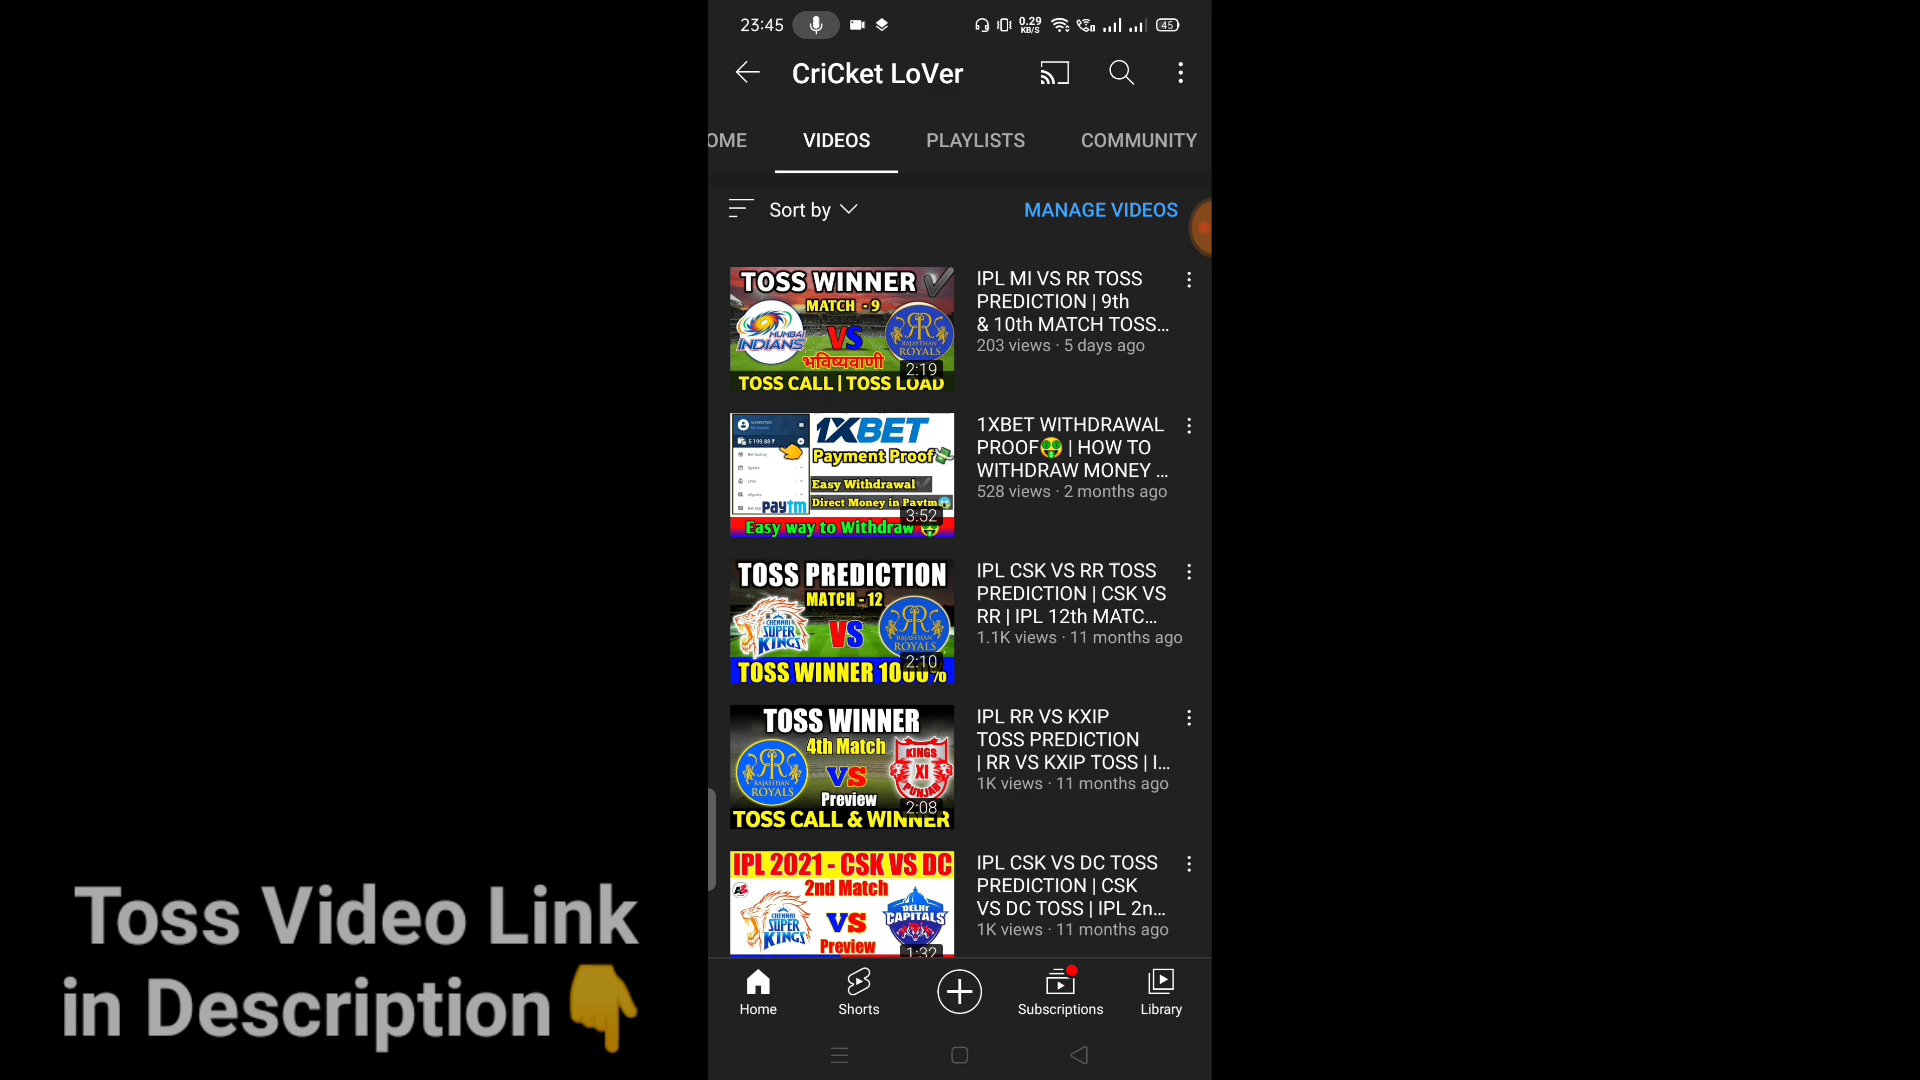 23:45
0.29
KB/S
45
CriCket LoVer
OME
VIDEOS
PLAYLISTS
COMMUNITY
Sort by
MANAGE VIDEOS
TOSS WINNER
MATCH - 9
MUMBAI
INDIANS
VS
RAJASTHAN
ROYALS
भविष्यवाणी
2:19
TOSS CALL | TOSS LOAD
IPL MI VS RR TOSS
PREDICTION | 9th
& 10th MATCH TOSS...
203 views · 5 days ago
5 199.88 ₹
1XBET
Payment Proof
Easy Withdrawal
Direct Money in Paytm
paytm
3:52
Easy way to Withdraw
1XBET WITHDRAWAL
PROOF🤑 | HOW TO
WITHDRAW MONEY ...
528 views · 2 months ago
TOSS PREDICTION
MATCH - 12
CHENNAI
SUPER
KINGS
VS
RAJASTHAN
ROYALS
2:10
TOSS WINNER 1000%
IPL CSK VS RR TOSS
PREDICTION | CSK VS
RR | IPL 12th MATC...
1.1K views · 11 months ago
TOSS WINNER
4th Match
RAJASTHAN
ROYALS
VS
KINGS
XI
PUNJAB
Preview
2:08
TOSS CALL & WINNER
IPL RR VS KXIP
TOSS PREDICTION
| RR VS KXIP TOSS | I...
1K views · 11 months ago
IPL 2021 - CSK VS DC
2nd Match
CHENNAI
SUPER
KINGS
VS
DELHI
CAPITALS
Preview
1:32
IPL CSK VS DC TOSS
PREDICTION | CSK
VS DC TOSS | IPL 2n...
1K views · 11 months ago
Home
Shorts
Subscriptions
Library
Toss Video Link
in Description👇